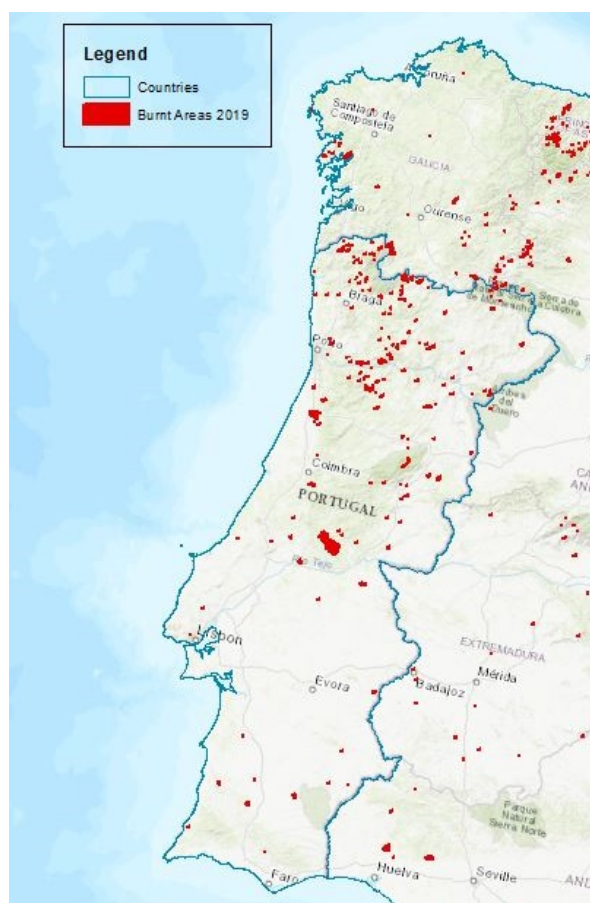 Legend
Countries
Burnt Areas 2019
Santiago de
Compostela
GALICIA
Ourense
Braga
Porto
Coimbra
PORTUGAL
Rio Tejo
Lisbon
EXTREMADURA
Badajoz
Mérida
Evora
Parque
Natural
Sierra Norte
Faro
Huelva
Seville
AND